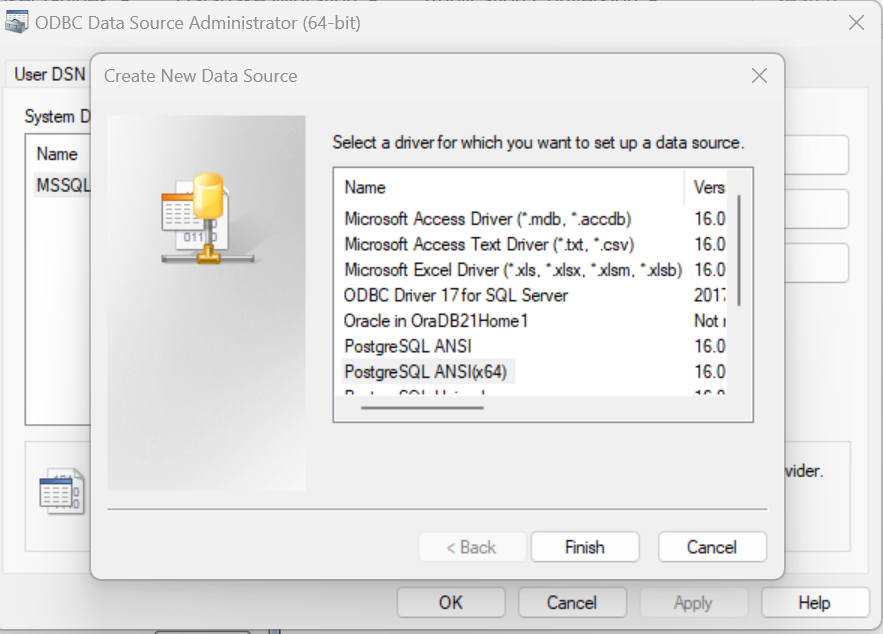 ODBC Data Source Administrator (64-bit)
User DSN
Create New Data Source
System D
Name
MSSQL
Select a driver for which you want to set up a data source.
Name Vers
Microsoft Access Driver (*.mdb, *.accdb) 16.0
Microsoft Access Text Driver (*.txt, *.csv) 16.0
Microsoft Excel Driver (*.xls, *.xlsx, *.xlsm, *.xlsb) 16.0
ODBC Driver 17 for SQL Server 2017
Oracle in OraDB21Home1 Not
PostgreSQL ANSI 16.0
PostgreSQL ANSI(x64) 16.0
vider.
< Back Finish Cancel
OK Cancel Apply Help